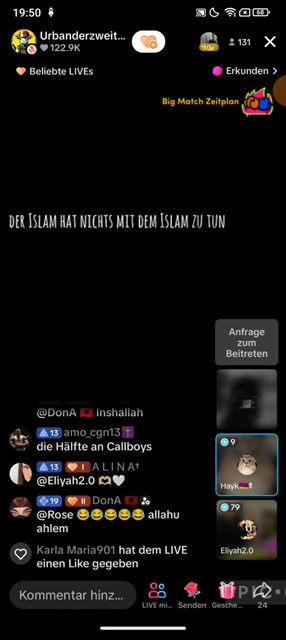 19:50
68
Urbanderzweit...
122.9K
131
Beliebte LIVEs
Erkunden >
Big Match Zeitplan
DER ISLAM HAT NICHTS MIT DEM ISLAM ZU TUN
Anfrage
zum
Beitreten
@DonA 🇦🇱 Inshallah
13 amo_cgn13✝️
die Hälfte an Callboys
9
Hayk🇦🇲
13 I A L I N A✝
@Eliyah2.0 🫶🏼🤍
79
Eliyah2.0
19 II DonA 🇦🇱
@Rose 😂😂😂😂😂 allahu
ahlem
Karla Maria901 hat dem LIVE
einen Like gegeben
Kommentar hinz...
LIVE mi...
Senden
Gesche...
24